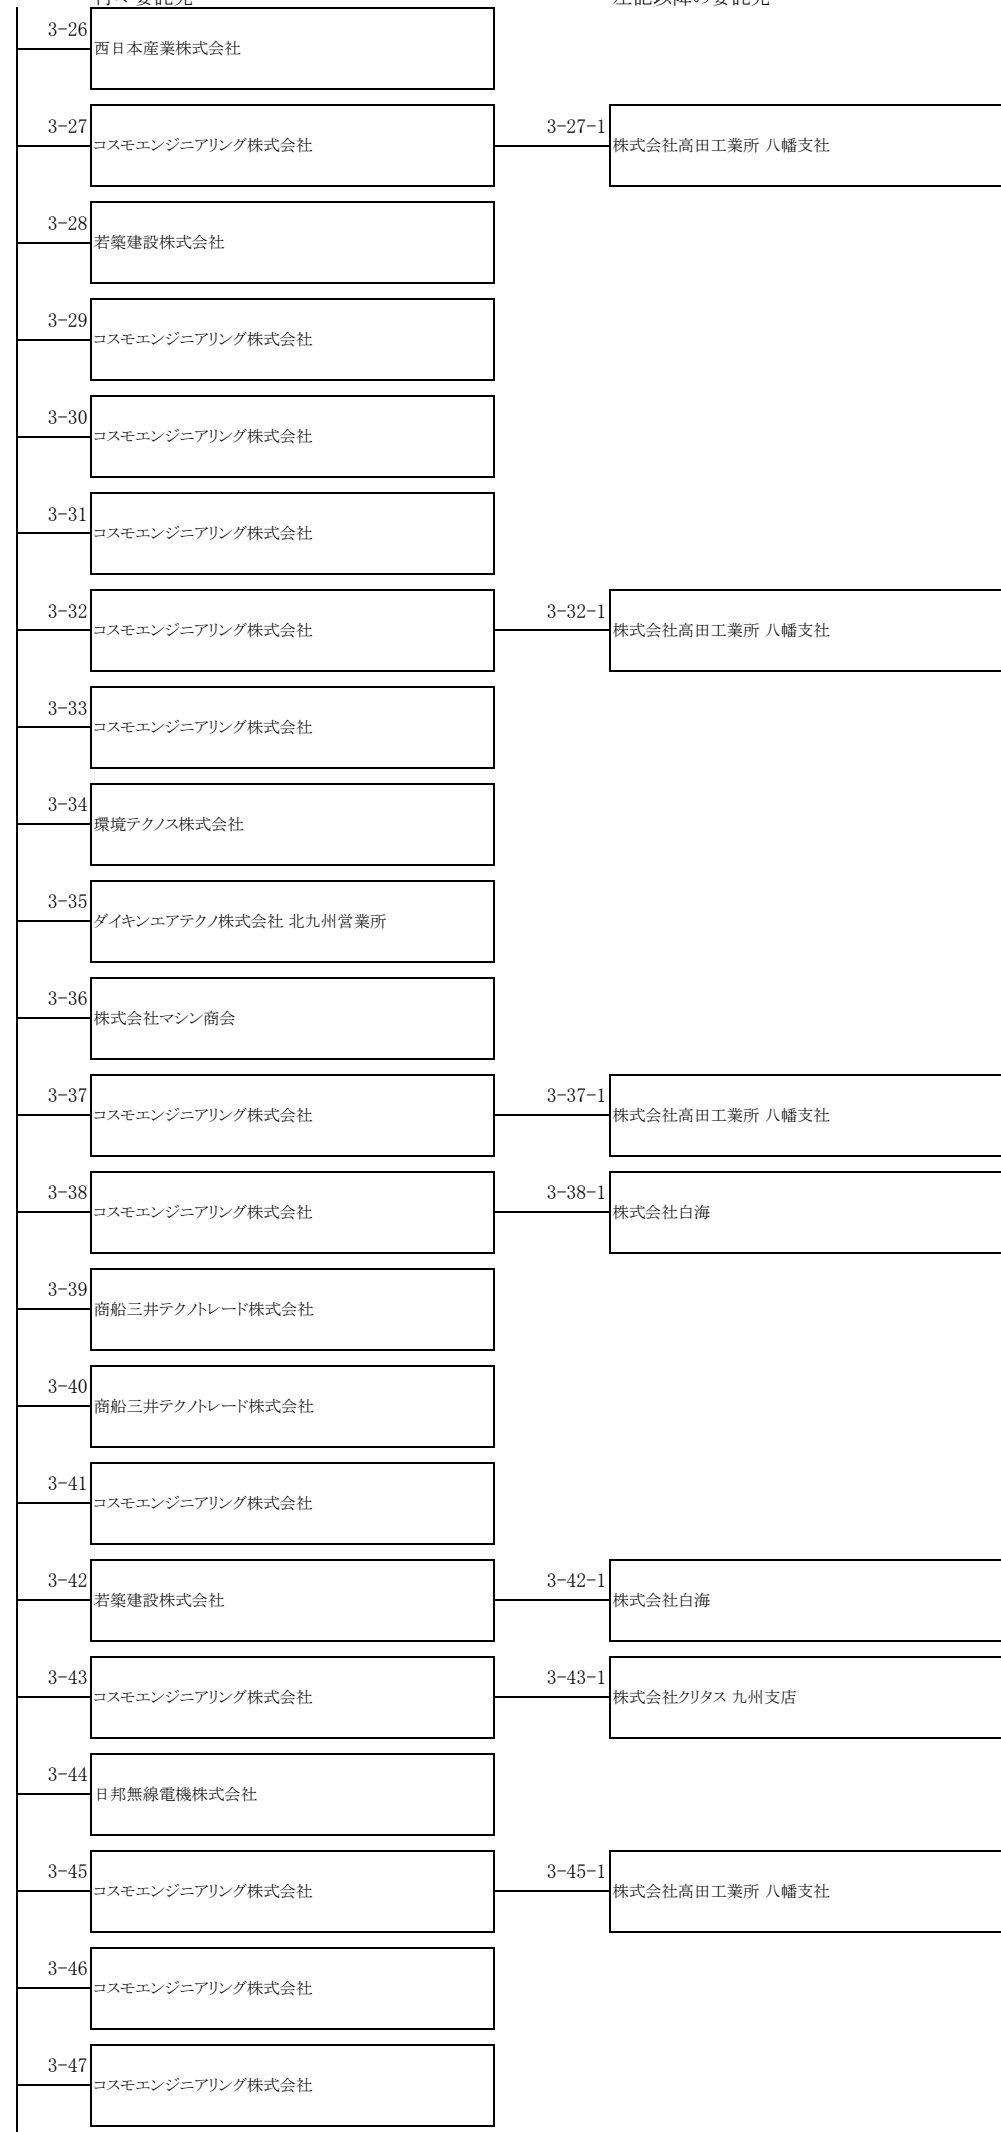 3-26
西日本産業株式会社
3-27
コスモエンジニアリング株式会社
3-27-1
株式会社高田工業所 八幡支社
3-28
若築建設株式会社
3-29
コスモエンジニアリング株式会社
3-30
コスモエンジニアリング株式会社
3-31
コスモエンジニアリング株式会社
3-32
コスモエンジニアリング株式会社
3-32-1
株式会社高田工業所 八幡支社
3-33
コスモエンジニアリング株式会社
3-34
環境テクノス株式会社
3-35
ダイキンエアテクノ株式会社 北九州営業所
3-36
株式会社マシン商会
3-37
コスモエンジニアリング株式会社
3-37-1
株式会社高田工業所 八幡支社
3-38
コスモエンジニアリング株式会社
3-38-1
株式会社白海
3-39
商船三井テクノトレード株式会社
3-40
商船三井テクノトレード株式会社
3-41
コスモエンジニアリング株式会社
3-42
若築建設株式会社
3-42-1
株式会社白海
3-43
コスモエンジニアリング株式会社
3-43-1
株式会社クリタス 九州支店
3-44
日邦無線電機株式会社
3-45
コスモエンジニアリング株式会社
3-45-1
株式会社高田工業所 八幡支社
3-46
コスモエンジニアリング株式会社
3-47
コスモエンジニアリング株式会社